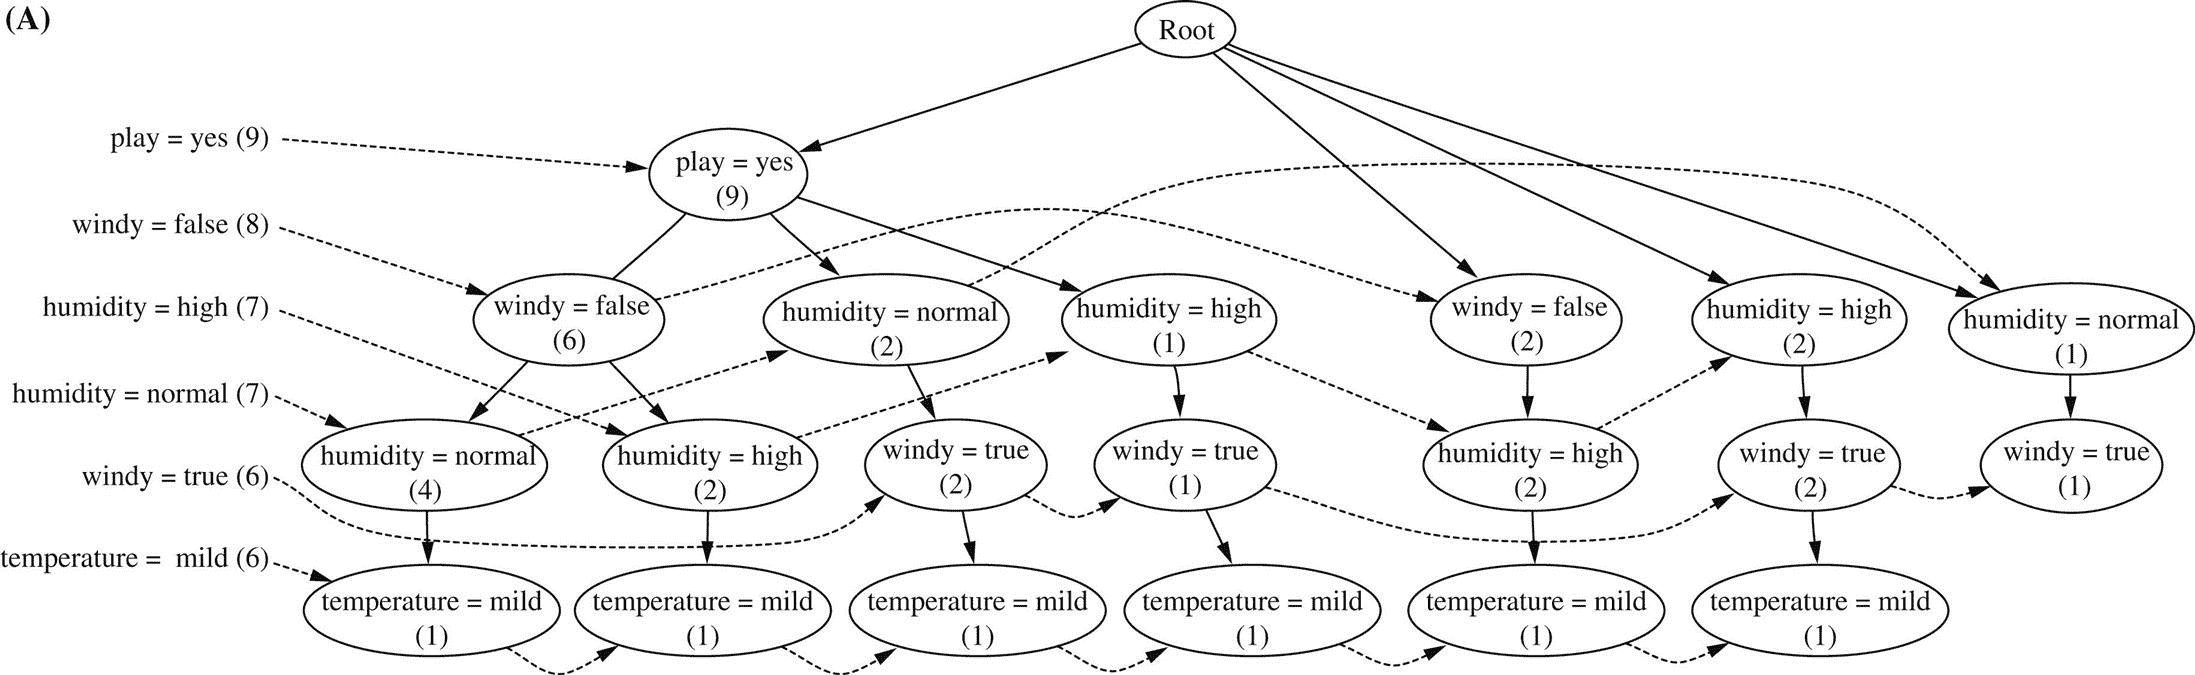 (A)
Root
play = yes (9)
play = yes
(9)
windy = false (8)
humidity = high (7)
windy = false
(6)
humidity = normal
(2)
humidity = high
(1)
windy = false
(2)
humidity = high
(2)
humidity = normal
(1)
humidity = normal (7)
windy = true (6)
humidity = normal
(4)
humidity = high
(2)
windy = true
(2)
windy = true
(1)
humidity = high
(2)
windy = true
(2)
windy = true
(1)
temperature = mild (6)
temperature = mild
(1)
temperature = mild
(1)
temperature = mild
(1)
temperature = mild
(1)
temperature = mild
(1)
temperature = mild
(1)